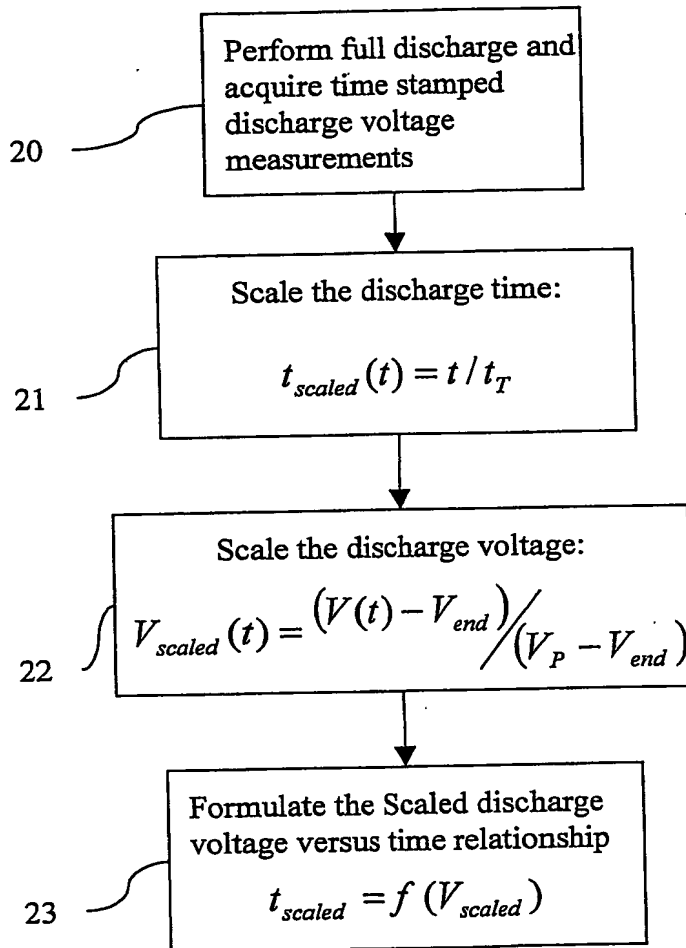 Perform full discharge and
acquire time stamped
discharge voltage
measurements
20
Scale the discharge time:
t_scaled (t) = t / t_T
21
Scale the discharge voltage:
V_scaled (t) = (V(t) − V_end) / (V_P − V_end)
22
Formulate the Scaled discharge
voltage versus time relationship
t_scaled = f (V_scaled)
23